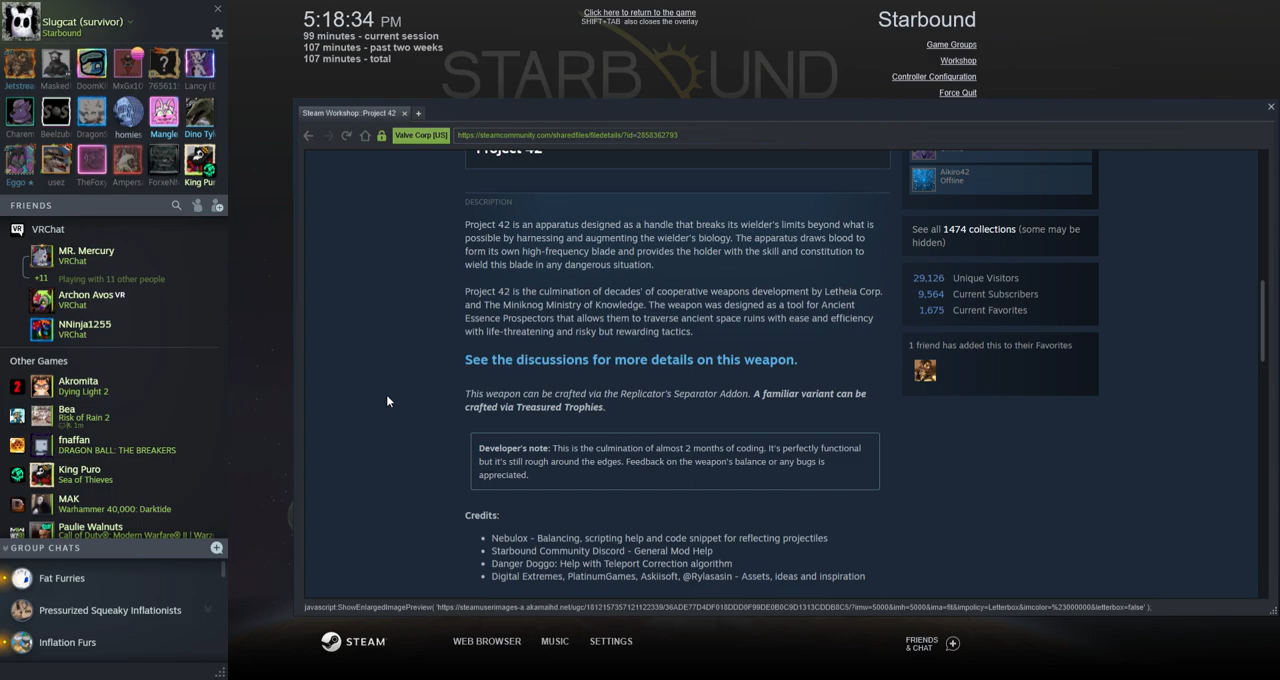 Slugcat (survivor)
Starbound
Jetstrea
Masked
DoomK
MxGx10
765611
Lancy (E
Charem
Beelzub
Dragon
homies
Mangle
Dino Tyl
Eggo ★
usez
TheFoxy
Ampers
ForxeN
King Pur
FRIENDS
VRChat
MR. Mercury
VRChat
+11 Playing with 11 other people
Archon Avos VR
VRChat
NNinja1255
VRChat
Other Games
Akromita
Dying Light 2
Bea
Risk of Rain 2
1m
fnaffan
DRAGON BALL: THE BREAKERS
King Puro
Sea of Thieves
MAK
Warhammer 40,000: Darktide
Paulie Walnuts
Call of Duty®: Modern Warfare® II | Warz
GROUP CHATS
Fat Furries
Pressurized Squeaky Inflationists
Inflation Furs
5:18:34 PM
99 minutes - current session
107 minutes - past two weeks
107 minutes - total
Click here to return to the game
SHIFT+TAB also closes the overlay
STARBOUND
Starbound
Game Groups
Workshop
Controller Configuration
Force Quit
Steam Workshop::Project 42
Valve Corp [US] https://steamcommunity.com/sharedfiles/filedetails/?id=2858362793
Project 42
DESCRIPTION
Project 42 is an apparatus designed as a handle that breaks its wielder's limits beyond what is
possible by harnessing and augmenting the wielder's biology. The apparatus draws blood to
form its own high-frequency blade and provides the holder with the skill and constitution to
wield this blade in any dangerous situation.
Project 42 is the culmination of decades' of cooperative weapons development by Letheia Corp.
and The Miniknog Ministry of Knowledge. The weapon was designed as a tool for Ancient
Essence Prospectors that allows them to traverse ancient space ruins with ease and efficiency
with life-threatening and risky but rewarding tactics.
See the discussions for more details on this weapon.
This weapon can be crafted via the Replicator's Separator Addon. A familiar variant can be
crafted via Treasured Trophies.
Developer's note: This is the culmination of almost 2 months of coding. It's perfectly functional
but it's still rough around the edges. Feedback on the weapon's balance or any bugs is
appreciated.
Credits:
• Nebulox - Balancing, scripting help and code snippet for reflecting projectiles
• Starbound Community Discord - General Mod Help
• Danger Doggo: Help with Teleport Correction algorithm
• Digital Extremes, PlatinumGames, Askiisoft, @Rylasasin - Assets, ideas and inspiration
Aikiro42
Offline
See all 1474 collections (some may be
hidden)
29,126 Unique Visitors
9,564 Current Subscribers
1,675 Current Favorites
1 friend has added this to their Favorites
STEAM
WEB BROWSER
MUSIC
SETTINGS
FRIENDS
& CHAT